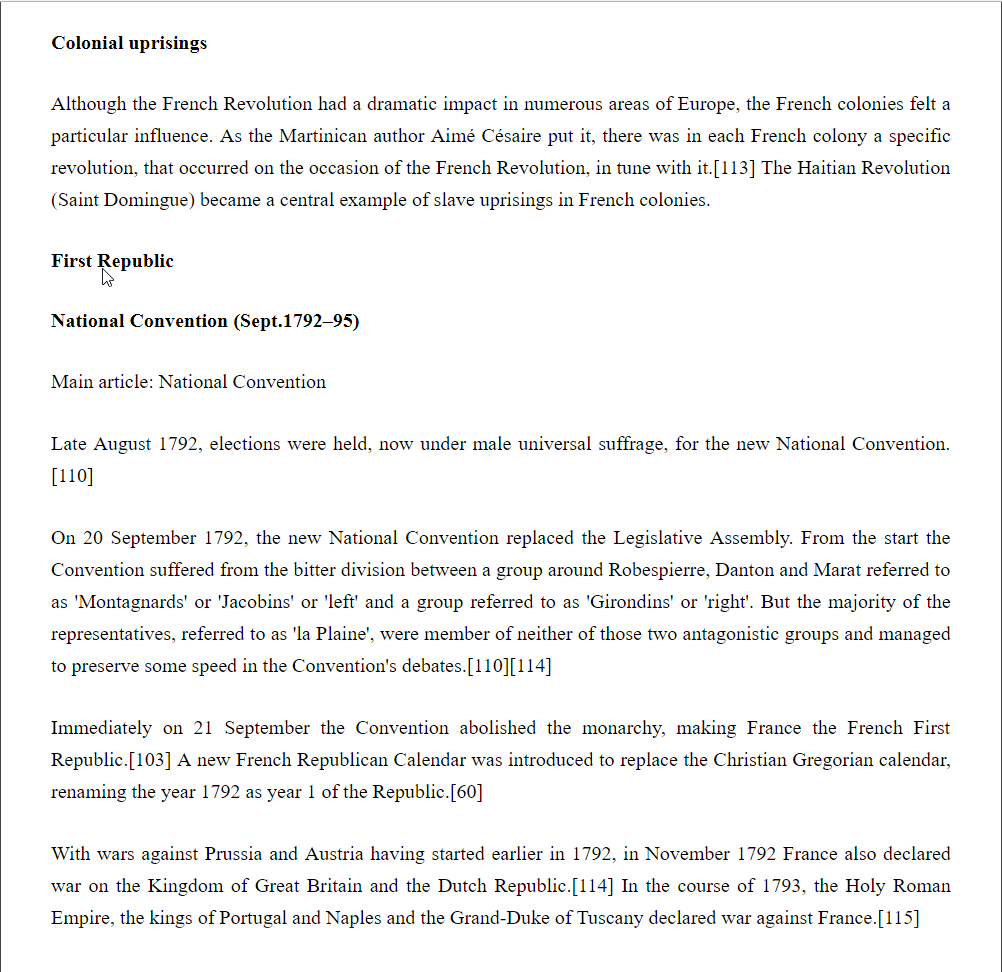 Colonial uprisings
Although the French Revolution had a dramatic impact in numerous areas of Europe, the French colonies felt a
particular influence. As the Martinican author Aimé Césaire put it, there was in each French colony a specific
revolution, that occurred on the occasion of the French Revolution, in tune with it.[113] The Haitian Revolution
(Saint Domingue) became a central example of slave uprisings in French colonies.
First Republic
National Convention (Sept.1792–95)
Main article: National Convention
Late August 1792, elections were held, now under male universal suffrage, for the new National Convention.
[110]
On 20 September 1792, the new National Convention replaced the Legislative Assembly. From the start the
Convention suffered from the bitter division between a group around Robespierre, Danton and Marat referred to
as 'Montagnards' or 'Jacobins' or 'left' and a group referred to as 'Girondins' or 'right'. But the majority of the
representatives, referred to as 'la Plaine', were member of neither of those two antagonistic groups and managed
to preserve some speed in the Convention's debates.[110][114]
Immediately on 21 September the Convention abolished the monarchy, making France the French First
Republic.[103] A new French Republican Calendar was introduced to replace the Christian Gregorian calendar,
renaming the year 1792 as year 1 of the Republic.[60]
With wars against Prussia and Austria having started earlier in 1792, in November 1792 France also declared
war on the Kingdom of Great Britain and the Dutch Republic.[114] In the course of 1793, the Holy Roman
Empire, the kings of Portugal and Naples and the Grand-Duke of Tuscany declared war against France.[115]